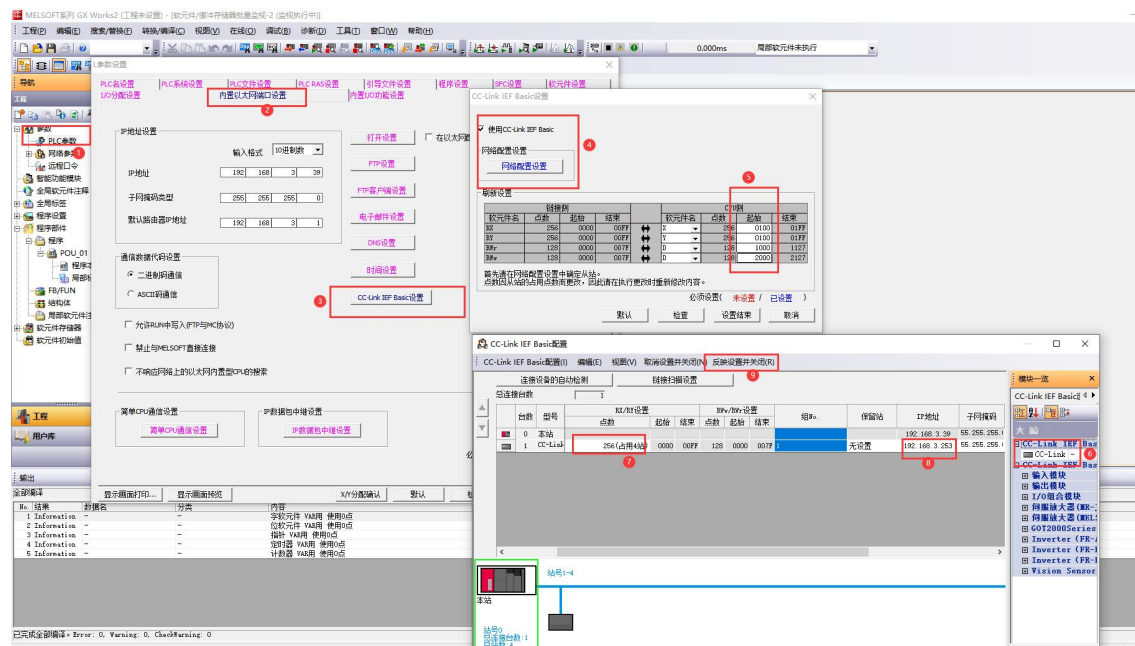 MELSOFT系列 GX Works2 (工程未设置) - [软元件/缓冲存储器批量监视-2 (监视执行中)]
工程(P) 编辑(E) 搜索/替换(F) 转换/编译(C) 视图(V) 在线(O) 调试(B) 诊断(D) 工具(T) 窗口(W) 帮助(H)
0.000ms 局部软元件未执行
导航
工程
参数
PLC参数
1
网络参
远程口令
智能功能模块
全局软元件注释
全局标签
程序设置
程序部件
程序
POU_01
程序本
局部标
FB/FUN
结构体
局部软元件注
软元件存储器
软元件初始值
工程
用户库
L参数设置
PLC名设置 PLC系统设置 PLC文件设置 PLC RAS设置 引导文件设置 程序设置 SFC设置 软元件设置
I/O分配设置 内置以太网端口设置 内置I/O功能设置
2
IP地址设置
输入格式 10进制数
IP地址 192 168 3 39
子网掩码类型 255 255 255 0
默认路由器IP地址 192 168 3 1
通信数据代码设置
二进制码通信
ASCII码通信
允许RUN中写入(FTP与MC协议)
禁止与MELSOFT直接连接
不响应网络上的以太网内置型CPU的搜索
打开设置 在以太网
FTP设置
FTP客户端设置
电子邮件设置
DNS设置
时间设置
3 CC-Link IEF Basic设置
简单CPU通信设置
简单CPU通信设置
IP数据包中继设置
IP数据包中继设置
必
显示画面打印... 显示画面预览 X/Y分配确认 默认 检
CC-Link IEF Basic设置
使用CC-Link IEF Basic
4
网络配置设置
网络配置设置
5
刷新设置
链接侧 CPU侧
软元件名 点数 起始 结束 软元件名 点数 起始 结束
RX 256 0000 00FF X 256 0100 01FF
RY 256 0000 00FF Y 256 0100 01FF
RWr 128 0000 007F D 128 1000 1127
RWw 128 0000 007F D 128 2000 2127
首先请在网络配置设置中确定从站。
点数因从站的占用点数而更改，因此请在执行更改时重新修改内容。
必须设置( 未设置 / 已设置 )
默认 检查 设置结束 取消
CC-Link IEF Basic配置
CC-Link IEF Basic配置(I) 编辑(E) 视图(V) 取消设置并关闭(N) 反映设置并关闭(R)
9
连接设备的自动检测 链接扫描设置
总连接台数 1
台数 型号 RX/RY设置 RWw/RWr设置 组No. 保留站 IP地址 子网掩码
点数 起始 结束 点数 起始 结束
0 本站 192.168.3.39 55.255.255.
1 CC-Link 256(占用4站) 0000 00FF 128 0000 007F 1 无设置 192.168.3.253 55.255.255.
7 8
本站
站号1-4
站号0
总连接台数:1
总站数:4
模块一览
CC-Link IEF Basic
CC-Link IEF Bas
CC-Link -
6
CC-Link IEF Bas
输入模块
输出模块
I/O组合模块
伺服放大器(MR-
伺服放大器(MEL
GOT2000Series
Inverter (FR-
Inverter (FR-
Inverter (FR-
Vision Sensor
输出
全部编译
No. 结果 数据名 分类 内容
1 Information - - 字软元件 VAR用 使用0点
2 Information - - 位软元件 VAR用 使用0点
3 Information - - 指针 VAR用 使用0点
4 Information - - 定时器 VAR用 使用0点
5 Information - - 计数器 VAR用 使用0点
已完成全部编译。Error: 0, Warning: 0, CheckWarning: 0